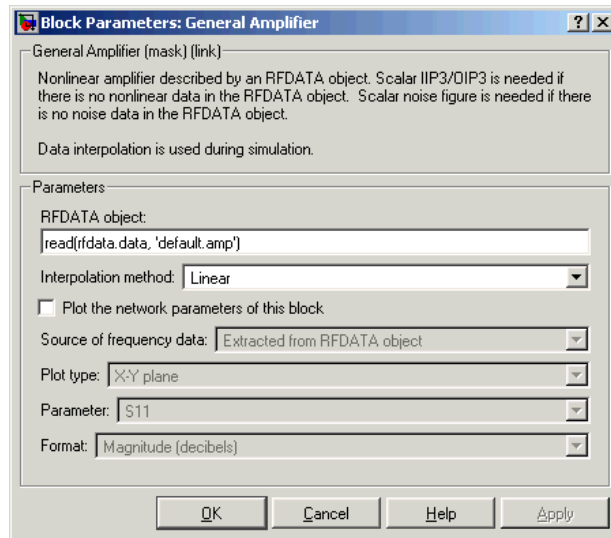 Block Parameters: General Amplifier
General Amplifier (mask) (link)
Nonlinear amplifier described by an RFDATA object. Scalar IIP3/OIP3 is needed if
there is no nonlinear data in the RFDATA object.  Scalar noise figure is needed if there
is no noise data in the RFDATA object.
Data interpolation is used during simulation.
Parameters
RFDATA object:
read(rfdata.data, 'default.amp')
Interpolation method: Linear
Plot the network parameters of this block
Source of frequency data: Extracted from RFDATA object
Plot type: X-Y plane
Parameter: S11
Format: Magnitude (decibels)
OK Cancel Help Apply